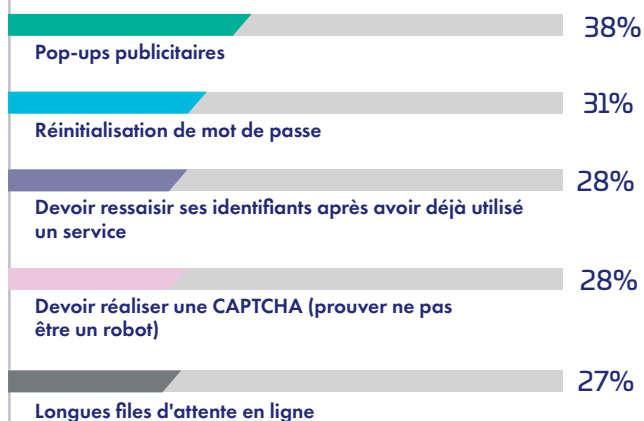 38%
Pop-ups publicitaires
31%
Réinitialisation de mot de passe
28%
Devoir ressaisir ses identifiants après avoir déjà utilisé
un service
28%
Devoir réaliser une CAPTCHA (prouver ne pas
être un robot)
27%
Longues files d'attente en ligne